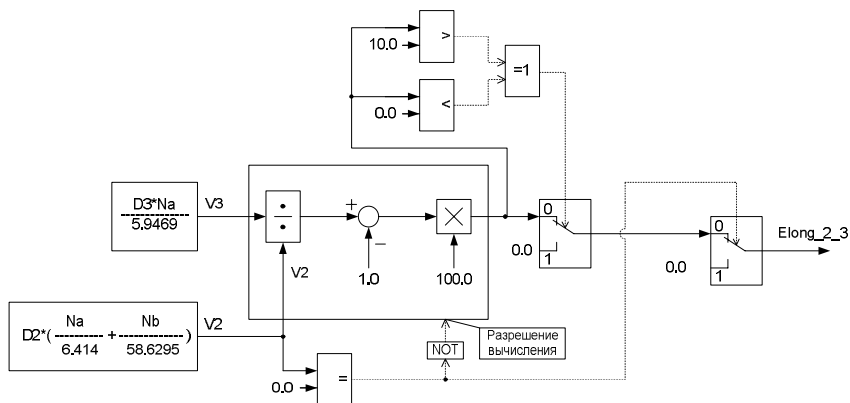 >
10.0
=1
<
0.0
D3*Na
5.9469
V3
÷
+
−
1.0
×
100.0
V2
0
0.0
1
0
0.0
1
Elong_2_3
D2*(
Na
6.414
+
Nb
58.6295
)
V2
NOT
Разрешение
вычисления
0.0
=